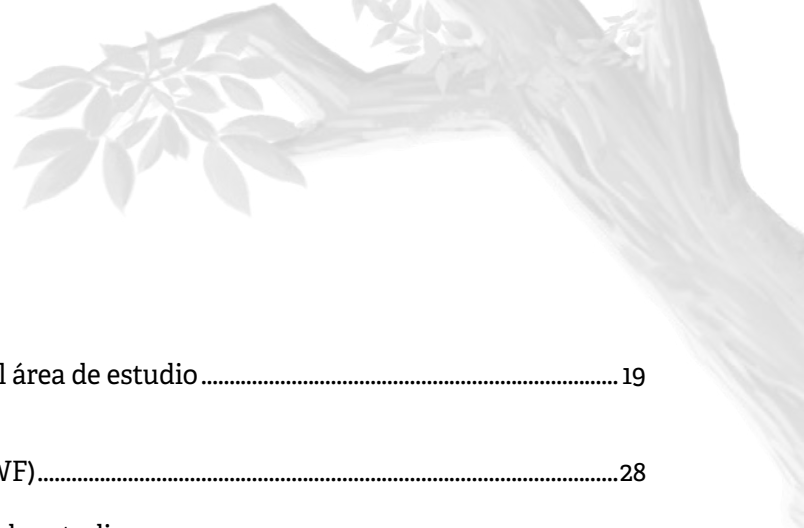 l área de estudio ........ 19
VF) ........ 28